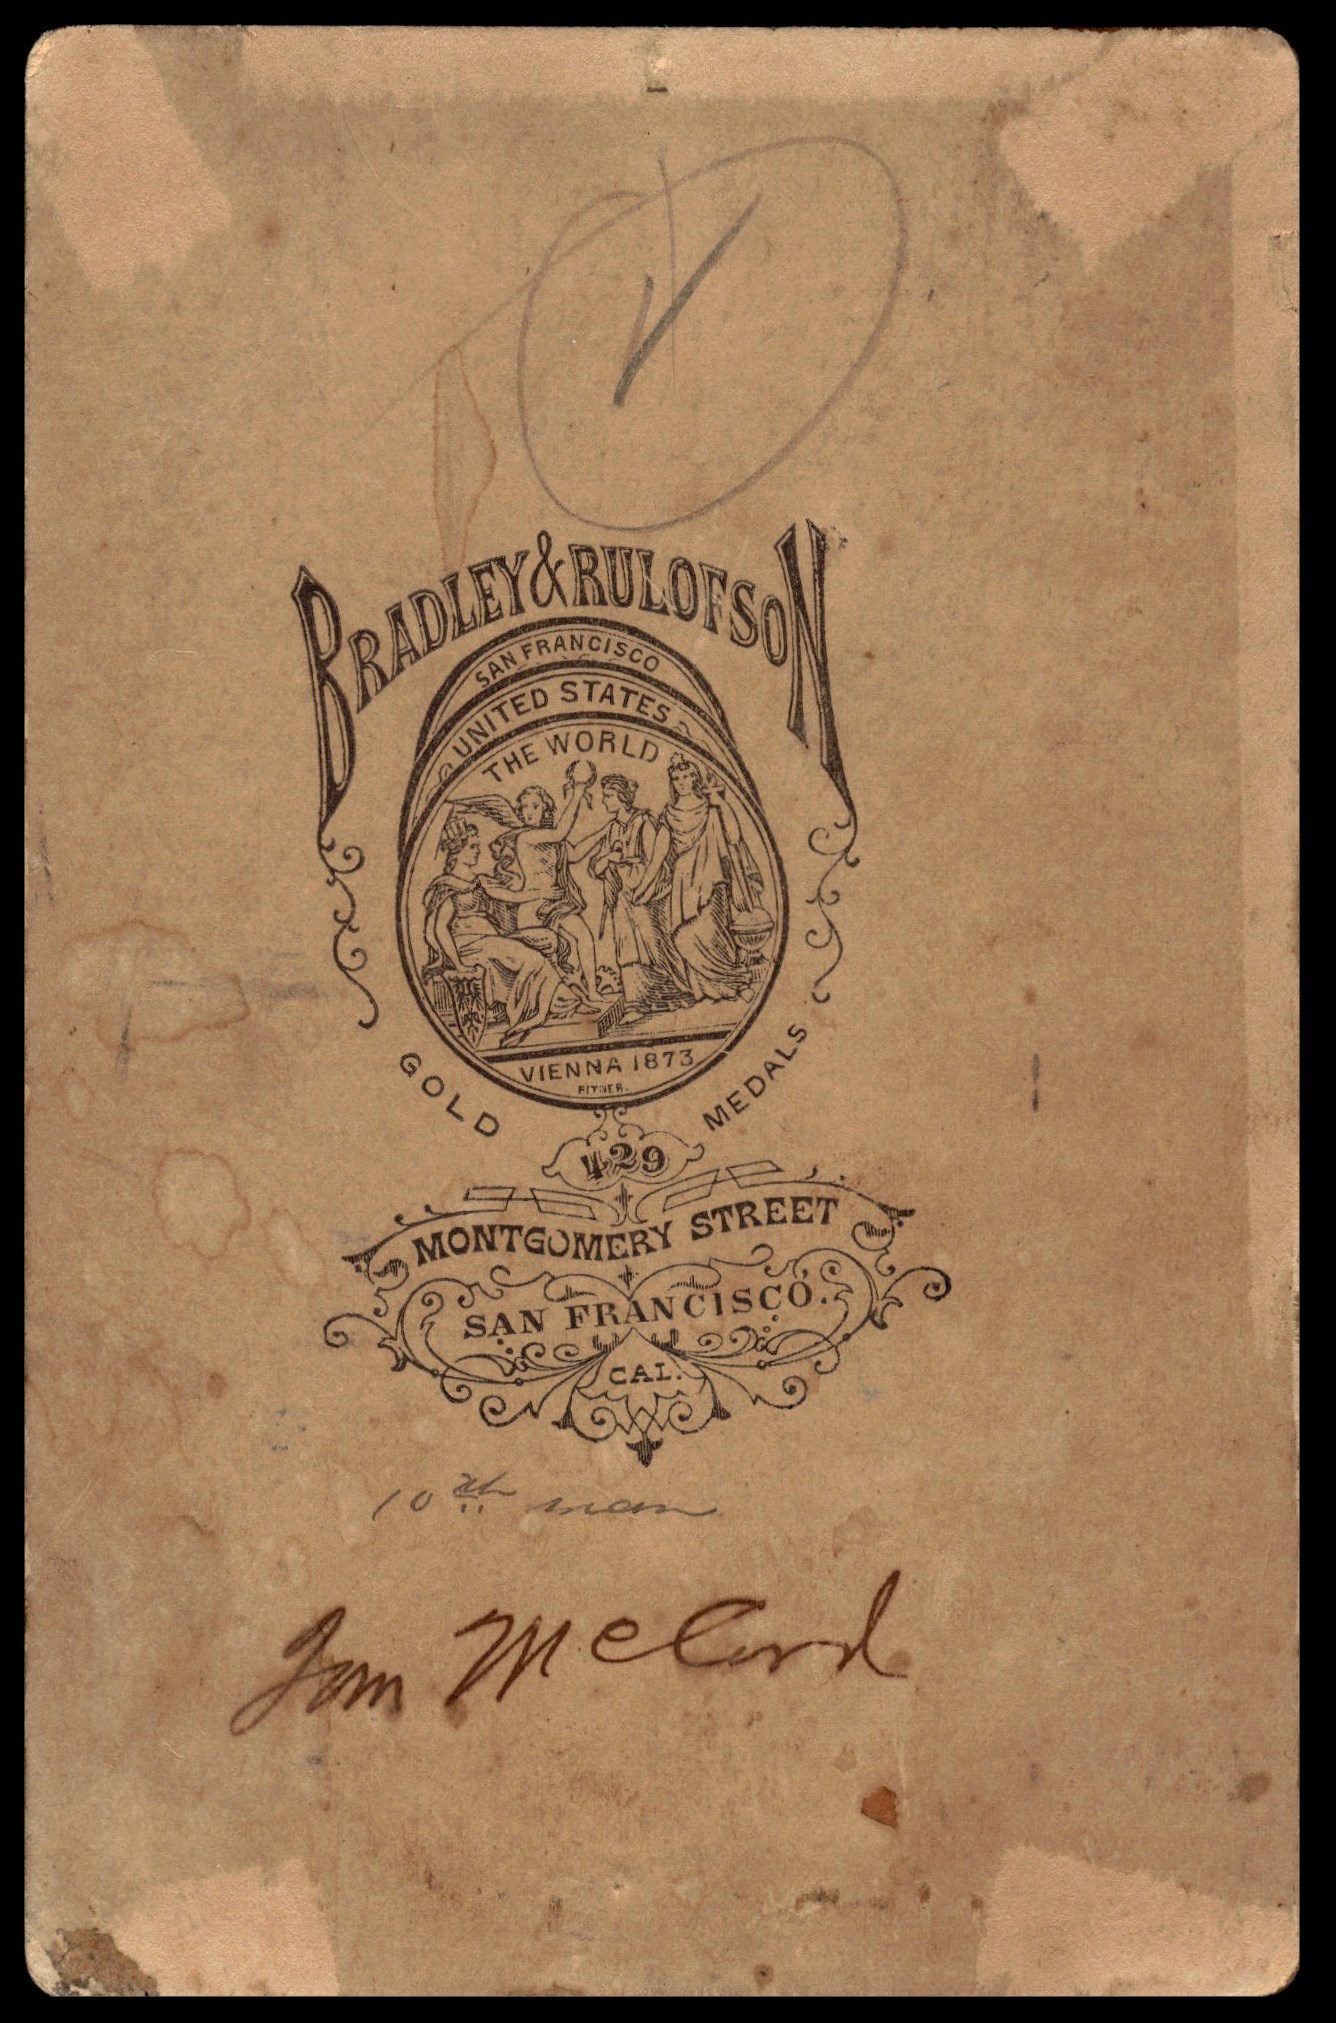 BRADLEY & RULOFSON
SAN FRANCISCO
UNITED STATES
THE WORLD
VIENNA 1873
GOLD MEDALS
429
MONTGOMERY STREET
SAN FRANCISCO.
CAL.
10th man
Tom McCord